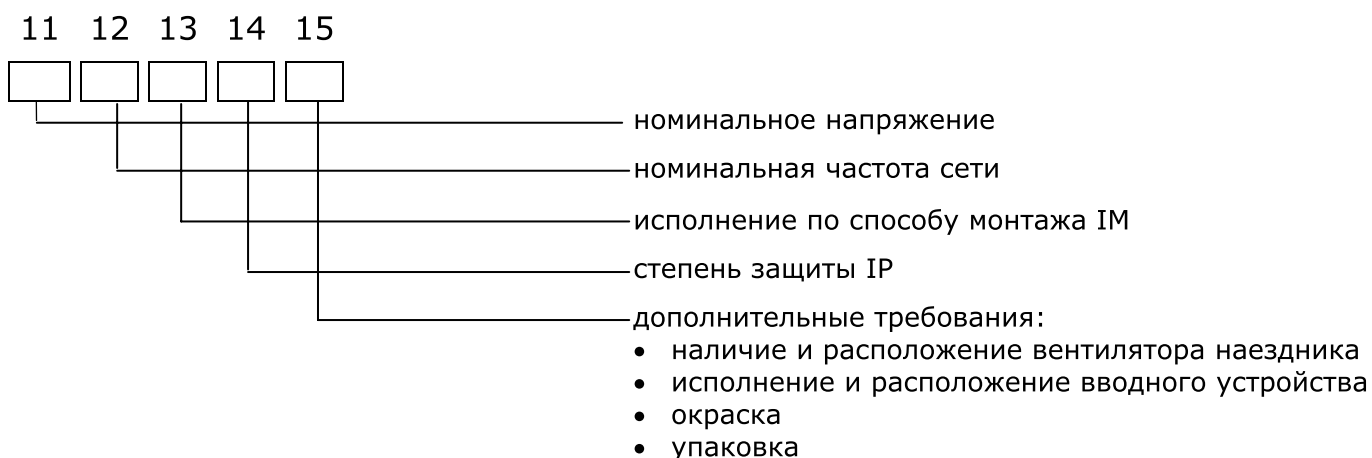 11 12 13 14 15
номинальное напряжение
номинальная частота сети
исполнение по способу монтажа IM
степень защиты IP
дополнительные требования:
• наличие и расположение вентилятора наездника
• исполнение и расположение вводного устройства
• окраска
• упаковка